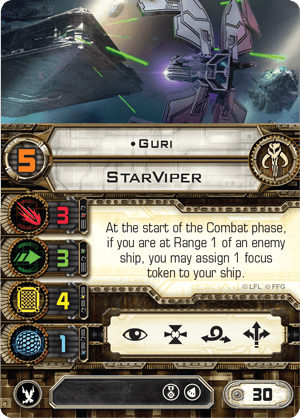 •Guri
5
StarViper
3
At the start of the Combat phase,
if you are at Range 1 of an enemy
ship, you may assign 1 focus
token to your ship.
3
©LFL ©FFG
4
1
30